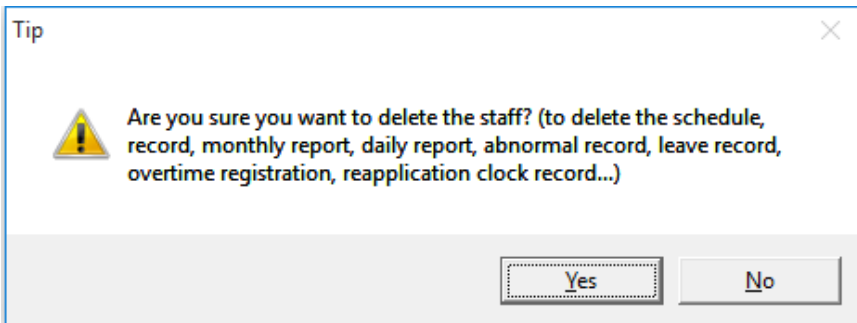 Tip
Are you sure you want to delete the staff? (to delete the schedule,
record, monthly report, daily report, abnormal record, leave record,
overtime registration, reapplication clock record...)
Yes
No